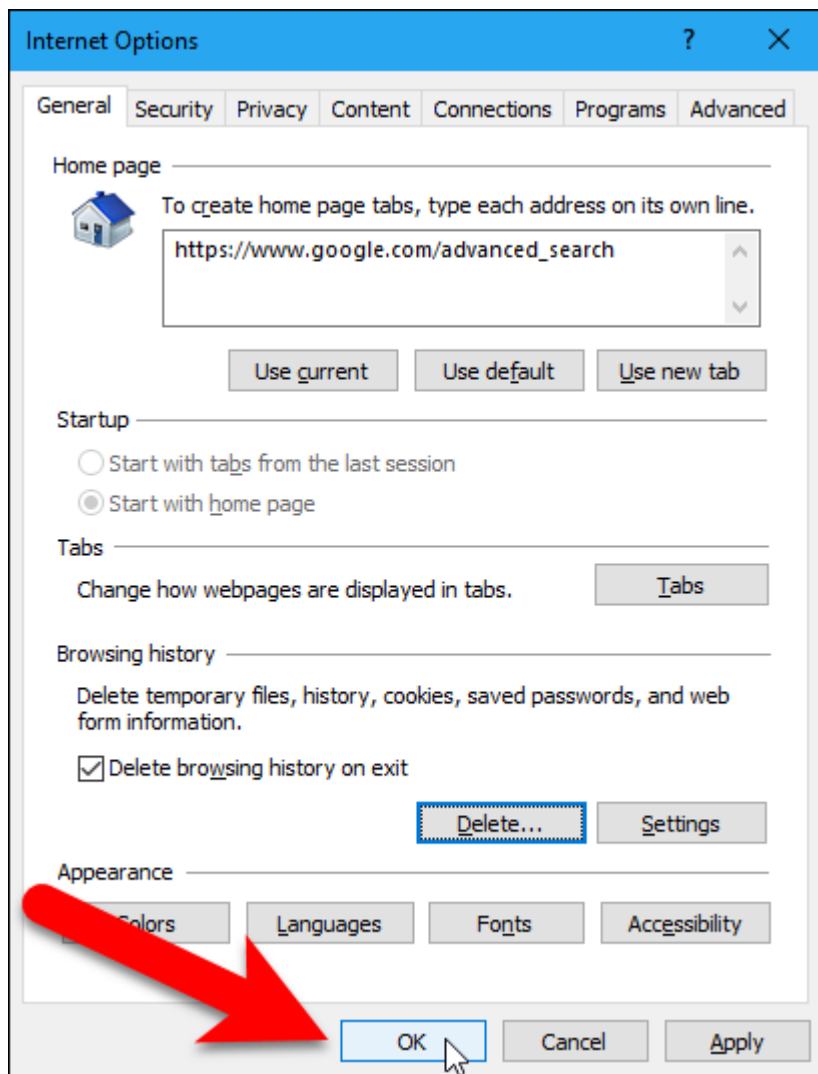 Internet Options ?
General Security Privacy Content Connections Programs Advanced
Home page
To create home page tabs, type each address on its own line.
https://www.google.com/advanced_search
Use current Use default Use new tab
Startup
Start with tabs from the last session
Start with home page
Tabs
Change how webpages are displayed in tabs. Tabs
Browsing history
Delete temporary files, history, cookies, saved passwords, and web
form information.
Delete browsing history on exit
Delete... Settings
Appearance
Colors Languages Fonts Accessibility
OK Cancel Apply